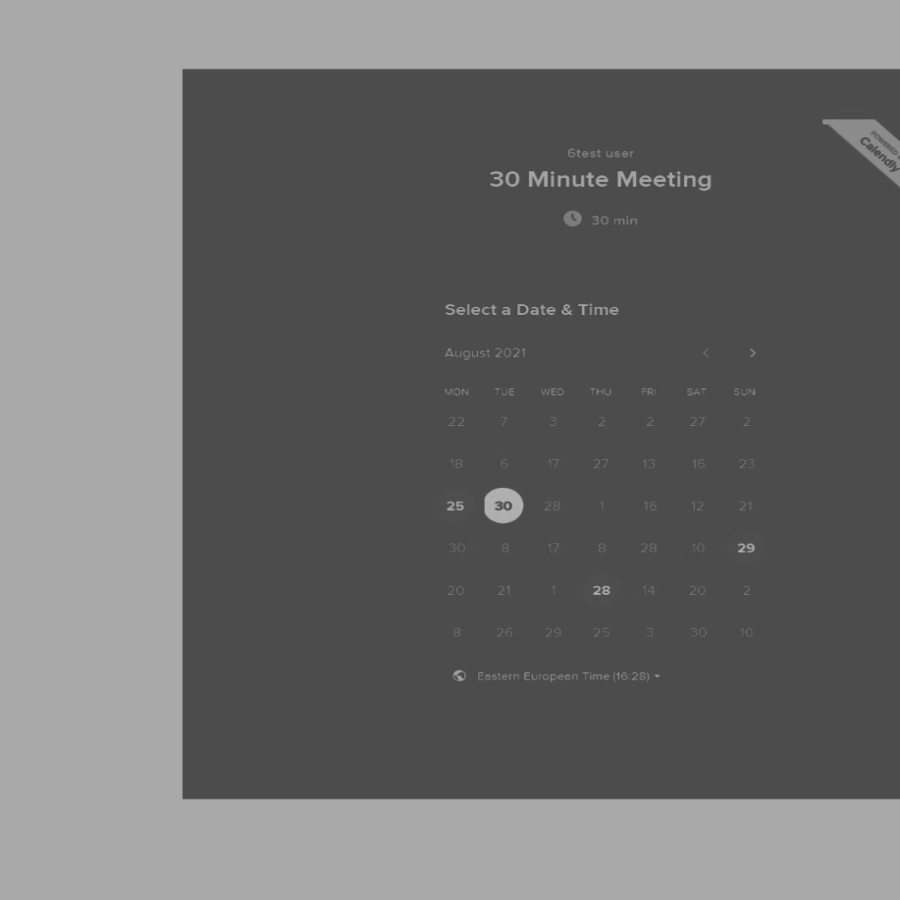 POWERED
Calendly
6test user
30 Minute Meeting
30 min
Select a Date & Time
August 2021
MON TUE WED THU FRI SAT SUN
22 7 3 2 2 27 2
18 6 17 27 13 16 23
25 30 28 1 16 12 21
30 8 17 8 28 10 29
20 21 1 28 14 20 2
8 26 29 25 3 30 10
Eastern European Time (16:28)